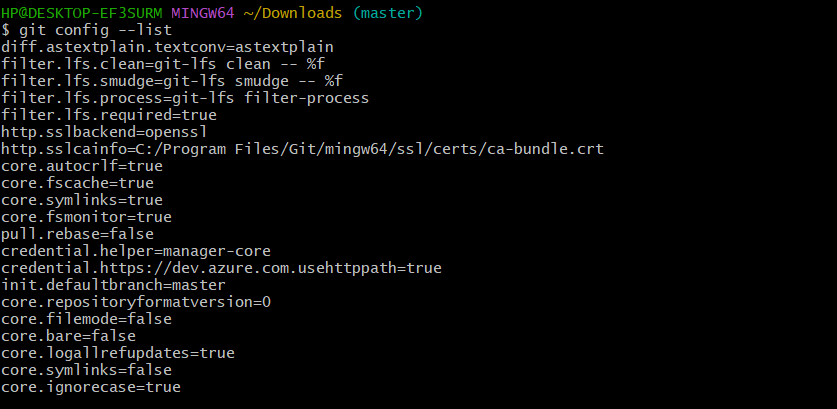 HP@DESKTOP-EF3SURM MINGW64 ~/Downloads (master)
$ git config --list
diff.astextplain.textconv=astextplain
filter.lfs.clean=git-lfs clean -- %f
filter.lfs.smudge=git-lfs smudge -- %f
filter.lfs.process=git-lfs filter-process
filter.lfs.required=true
http.sslbackend=openssl
http.sslcainfo=C:/Program Files/Git/mingw64/ssl/certs/ca-bundle.crt
core.autocrlf=true
core.fscache=true
core.symlinks=true
core.fsmonitor=true
pull.rebase=false
credential.helper=manager-core
credential.https://dev.azure.com.usehttppath=true
init.defaultbranch=master
core.repositoryformatversion=0
core.filemode=false
core.bare=false
core.logallrefupdates=true
core.symlinks=false
core.ignorecase=true